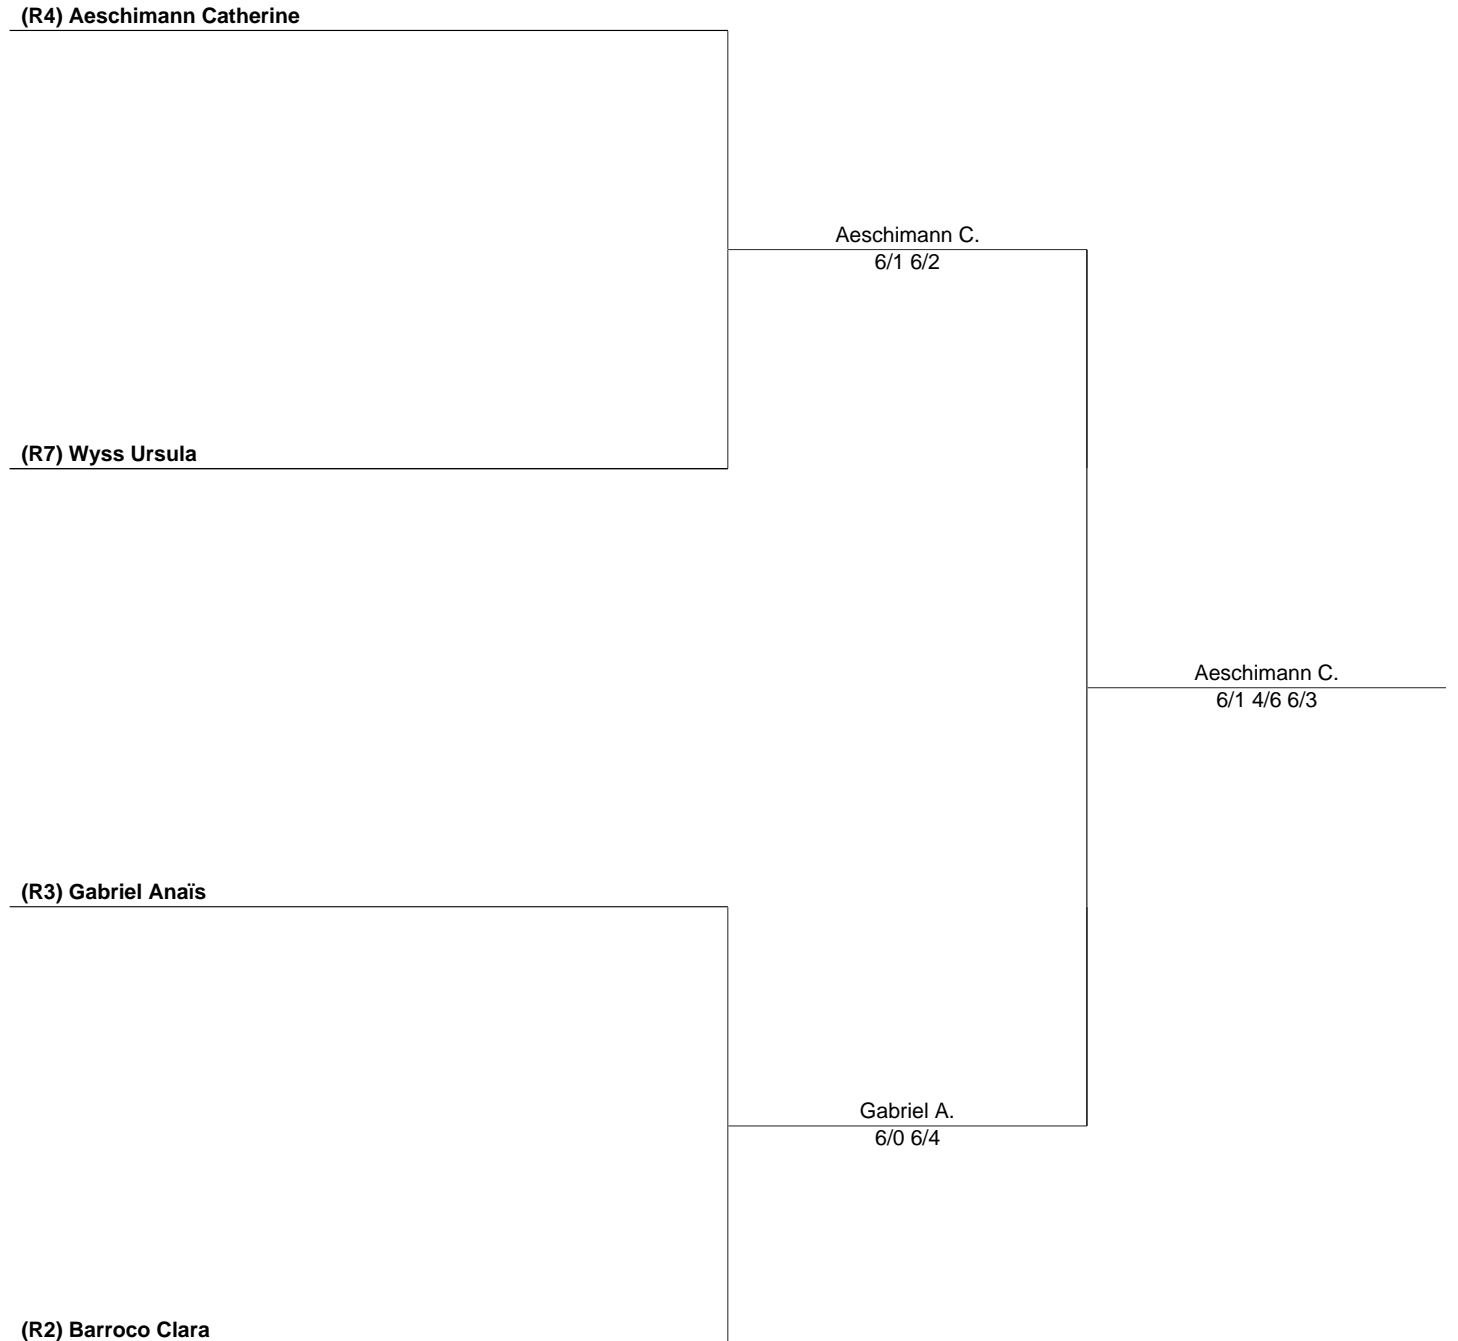 (R4) Aeschimann Catherine
Aeschimann C.
6/1 6/2
(R7) Wyss Ursula
Aeschimann C.
6/1 4/6 6/3
(R3) Gabriel Anaïs
Gabriel A.
6/0 6/4
(R2) Barroco Clara